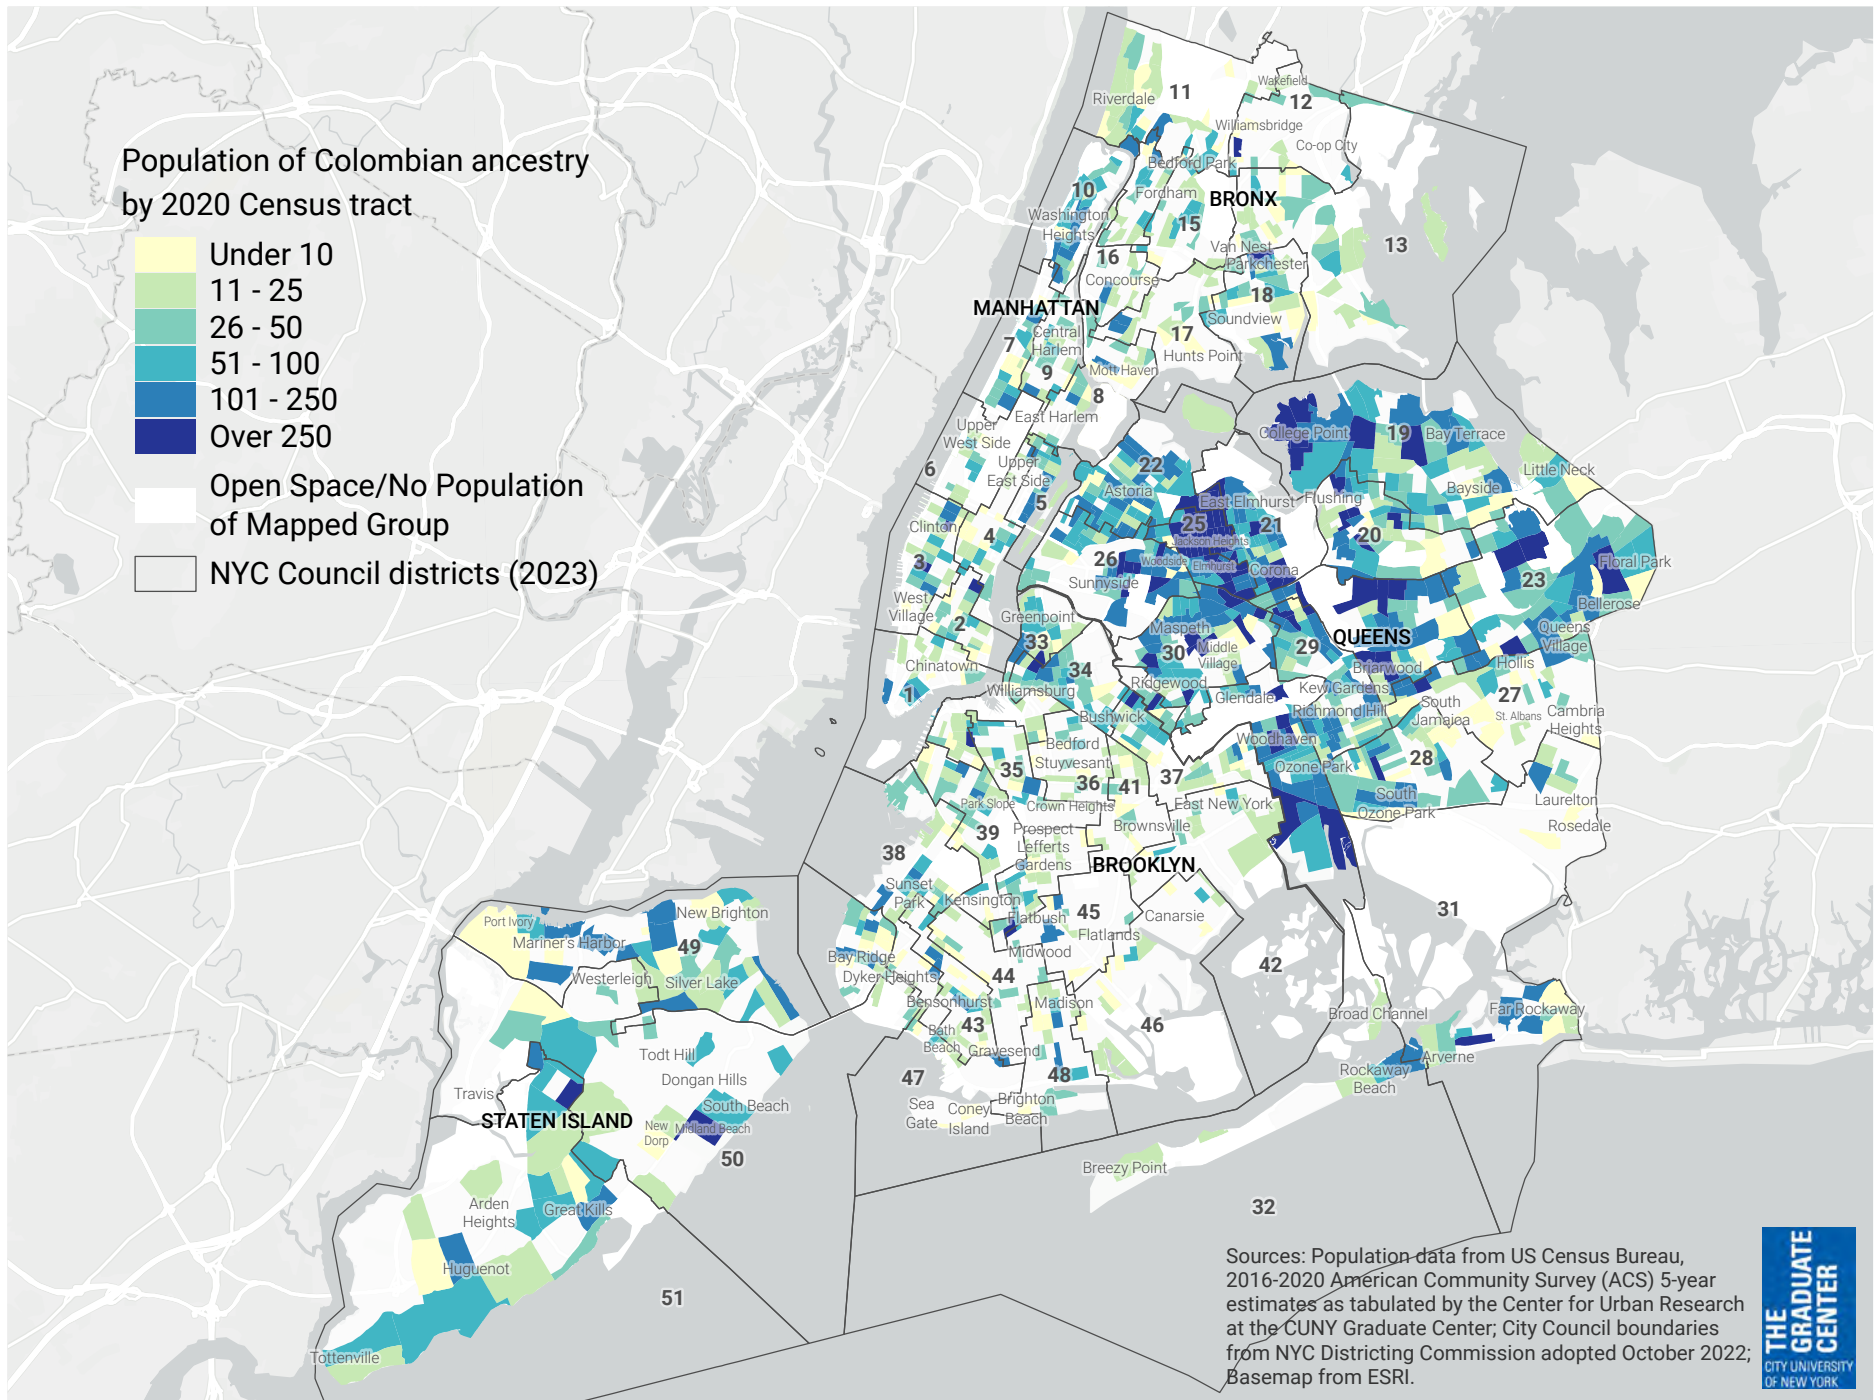 Population of Colombian ancestry
by 2020 Census tract
Under 10
11 - 25
26 - 50
51 - 100
101 - 250
Over 250
Open Space/No Population
of Mapped Group
NYC Council districts (2023)
Wakefield
11
Riverdale
12
Williamsbridge
Co-op City
Bedford Park
10
Fordham
BRONX
Washington
Heights
15
13
Van Nest
16
Parkchester
Concourse
18
MANHATTAN
Soundview
Central
Harlem
7
17
Hunts Point
9
Mott Haven
8
East Harlem
Upper
West Side
College Point
19
Bay Terrace
6
Upper
East Side
22
Little Neck
Astoria
Bayside
5
East Elmhurst
Flushing
Clinton
4
25
21
20
Jackson Heights
3
26
Woodside
Elmhurst
Corona
Floral Park
Sunnyside
23
West
Village
Bellerose
2
Greenpoint
Maspeth
QUEENS
Queens
Village
33
30
Middle
Village
29
Chinatown
34
Briarwood
Hollis
1
Williamsburg
Ridgewood
Glendale
Kew Gardens
27
Richmond Hill
South
Jamaica
St. Albans
Cambria
Heights
Bushwick
Bedford
Stuyvesant
Woodhaven
35
28
36
41
37
Ozone Park
Park Slope
Crown Heights
East New York
South
Ozone Park
Laurelton
Rosedale
39
Prospect
Lefferts
Gardens
Brownsville
38
BROOKLYN
Sunset
Park
Kensington
Flatbush
45
Canarsie
31
Port Ivory
New Brighton
Mariner's Harbor
49
Flatlands
Bay Ridge
Midwood
42
Westerleigh
Silver Lake
Dyker Heights
44
Bensonhurst
Madison
Far Rockaway
Broad Channel
43
46
Bath
Beach
Gravesend
Todt Hill
Arverne
Dongan Hills
47
48
Rockaway
Beach
Travis
South Beach
Sea
Gate
Coney
Island
Brighton
Beach
STATEN ISLAND
New
Dorp
Midland Beach
50
Breezy Point
Arden
Heights
Great Kills
32
Huguenot
51
Tottenville
Sources: Population data from US Census Bureau,
2016-2020 American Community Survey (ACS) 5-year
estimates as tabulated by the Center for Urban Research
at the CUNY Graduate Center; City Council boundaries
from NYC Districting Commission adopted October 2022;
Basemap from ESRI.
THE
GRADUATE
CENTER
CITY UNIVERSITY
OF NEW YORK